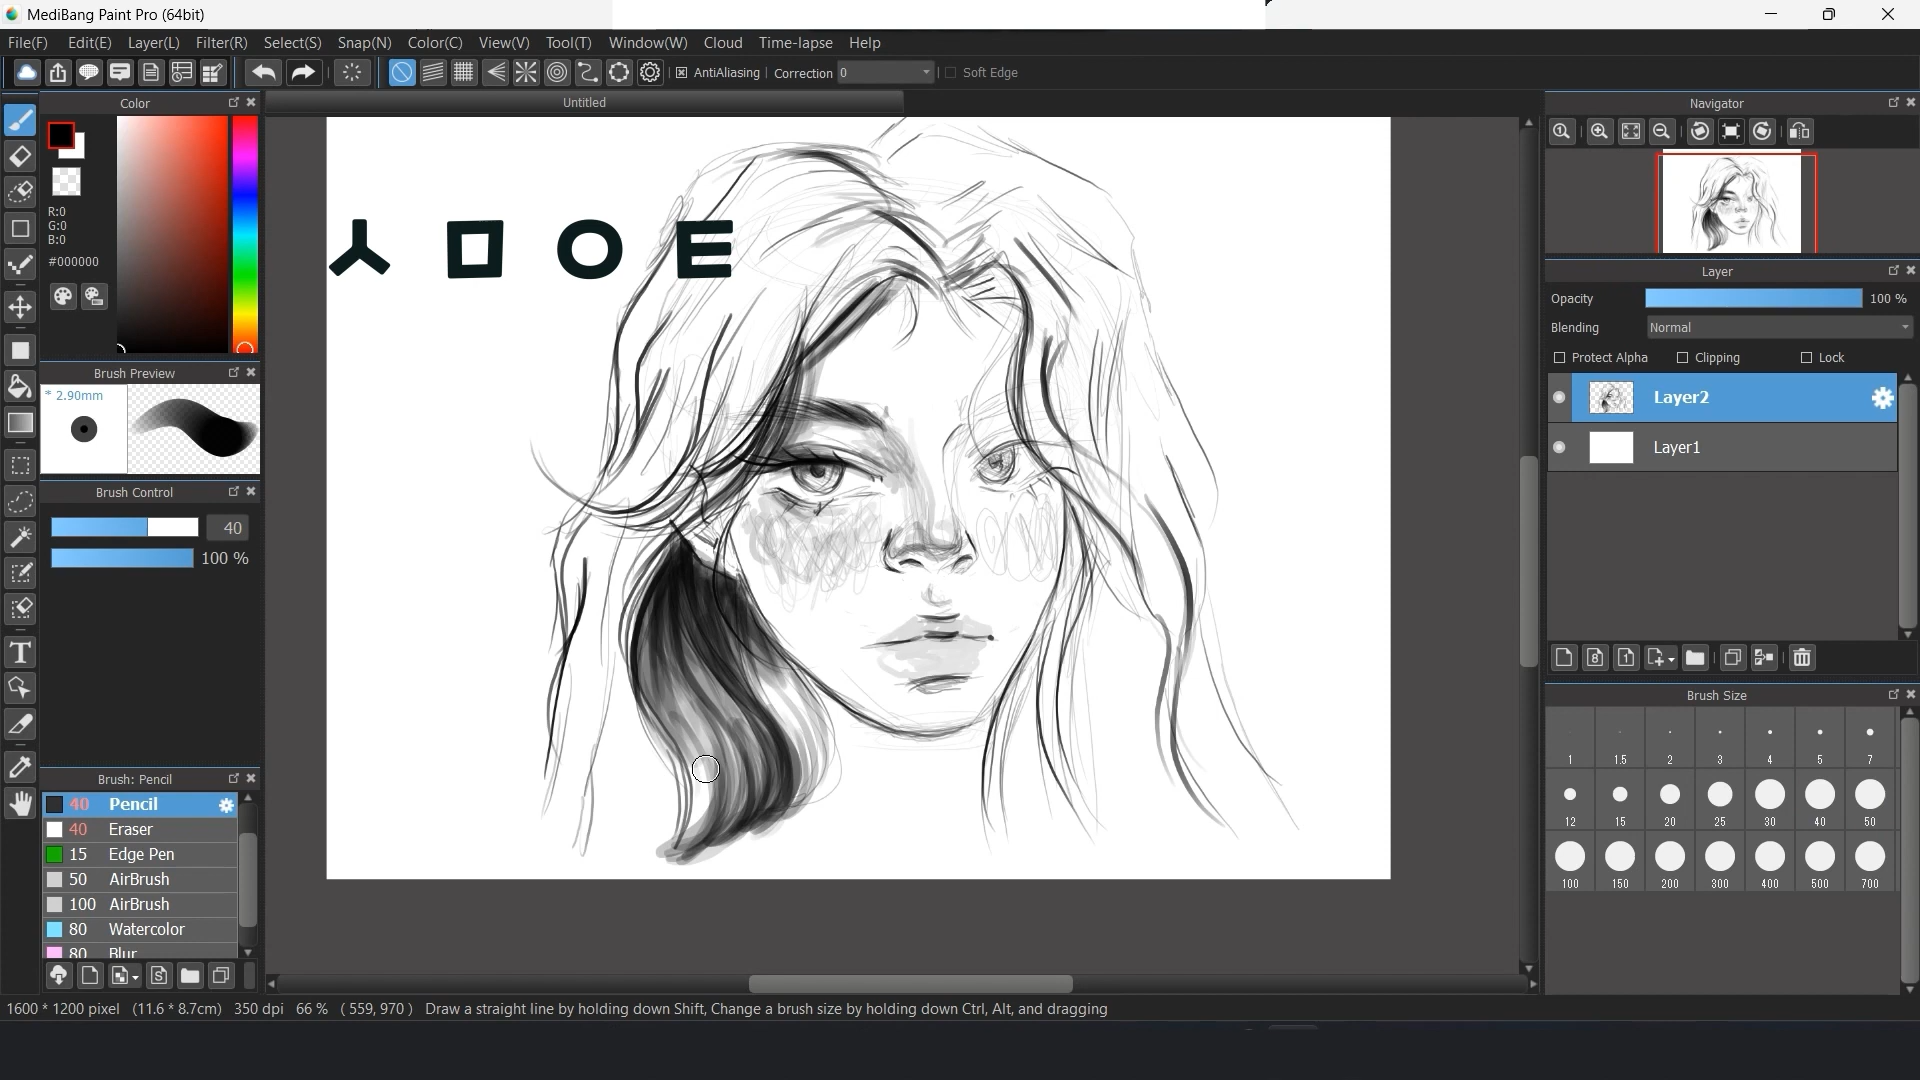 MediBang Paint Pro (64bit)
File(F) Edit(E) Layer(L) Filter(R) Select(S) Snap(N) Color(C) View(V) Tool(T) Window(W) Cloud Time-lapse Help
AntiAliasing Correction 0 Soft Edge
Color
Untitled
Navigator
R:0
G:0
B:0
#000000
ㅅ ㅁ ㅇ ㅌ
Layer
Opacity 100 %
Blending Normal
Protect Alpha Clipping Lock
Brush Preview
* 2.90mm
Layer2
Layer1
Brush Control
40
100 %
Brush Size
1 1.5 2 3 4 5 7
12 15 20 25 30 40 50
100 150 200 300 400 500 700
Brush: Pencil
40 Pencil
40 Eraser
15 Edge Pen
50 AirBrush
100 AirBrush
80 Watercolor
80 Blur
1600 * 1200 pixel (11.6 * 8.7cm) 350 dpi 66 % ( 559, 970 ) Draw a straight line by holding down Shift, Change a brush size by holding down Ctrl, Alt, and dragging